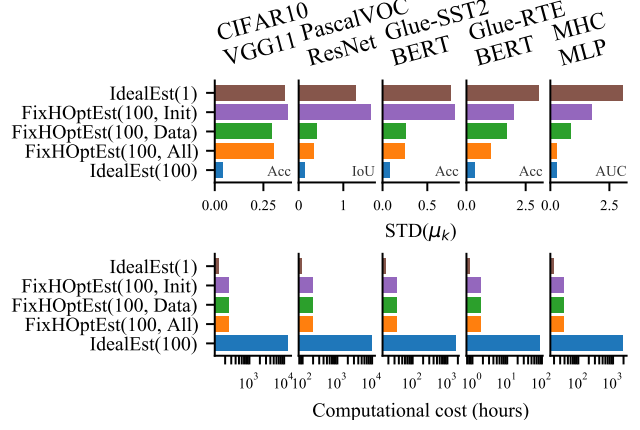 CIFAR10 PascalVOC Glue-SST2 Glue-RTE MHC
VGG11 ResNet BERT BERT MLP
IdealEst(1)
FixHOptEst(100, Init)
FixHOptEst(100, Data)
FixHOptEst(100, All)
IdealEst(100)
Acc IoU Acc Acc AUC
0.00 0.25 0 1 0.0 0.5 0.0 2.5 0.0 2.5
STD(μₖ)
IdealEst(1)
FixHOptEst(100, Init)
FixHOptEst(100, Data)
FixHOptEst(100, All)
IdealEst(100)
10³ 10⁴ 10² 10³ 10⁴ 10² 10³ 10⁰ 10¹ 10² 10² 10³
Computational cost (hours)